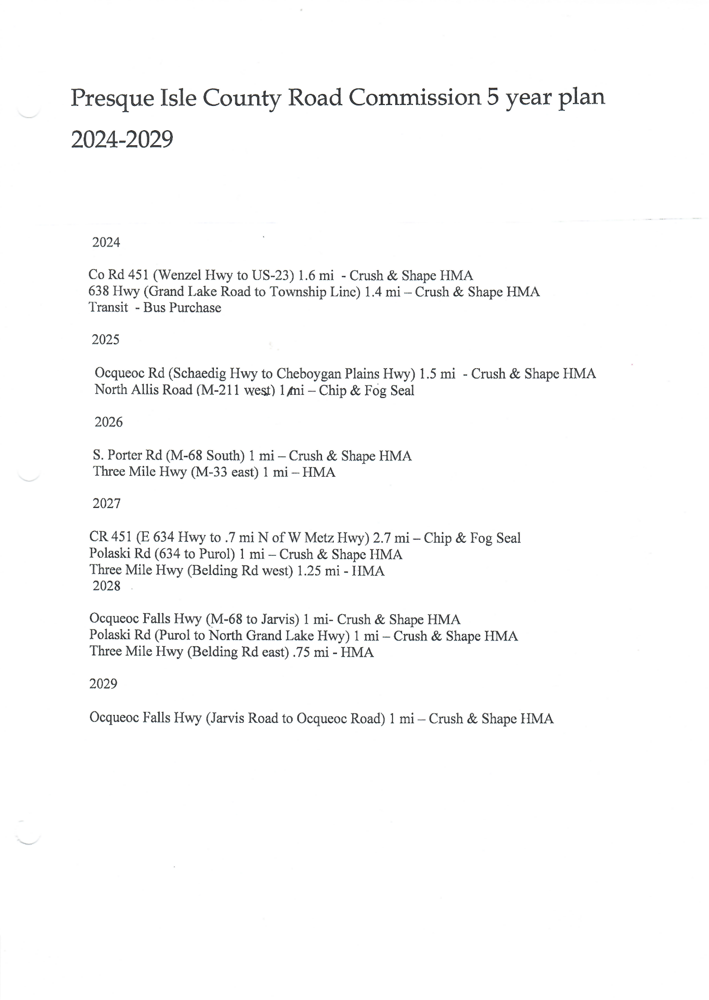 Presque Isle County Road Commission 5 year plan
2024-2029
2024
Co Rd 451 (Wenzel Hwy to US-23) 1.6 mi - Crush & Shape HMA
638 Hwy (Grand Lake Road to Township Line) 1.4 mi – Crush & Shape HMA
Transit - Bus Purchase
2025
Ocqueoc Rd (Schaedig Hwy to Cheboygan Plains Hwy) 1.5 mi - Crush & Shape HMA
North Allis Road (M-211 west) 1 mi – Chip & Fog Seal
2026
S. Porter Rd (M-68 South) 1 mi – Crush & Shape HMA
Three Mile Hwy (M-33 east) 1 mi – HMA
2027
CR 451 (E 634 Hwy to .7 mi N of W Metz Hwy) 2.7 mi – Chip & Fog Seal
Polaski Rd (634 to Purol) 1 mi – Crush & Shape HMA
Three Mile Hwy (Belding Rd west) 1.25 mi - HMA
2028
Ocqueoc Falls Hwy (M-68 to Jarvis) 1 mi- Crush & Shape HMA
Polaski Rd (Purol to North Grand Lake Hwy) 1 mi – Crush & Shape HMA
Three Mile Hwy (Belding Rd east) .75 mi - HMA
2029
Ocqueoc Falls Hwy (Jarvis Road to Ocqueoc Road) 1 mi – Crush & Shape HMA